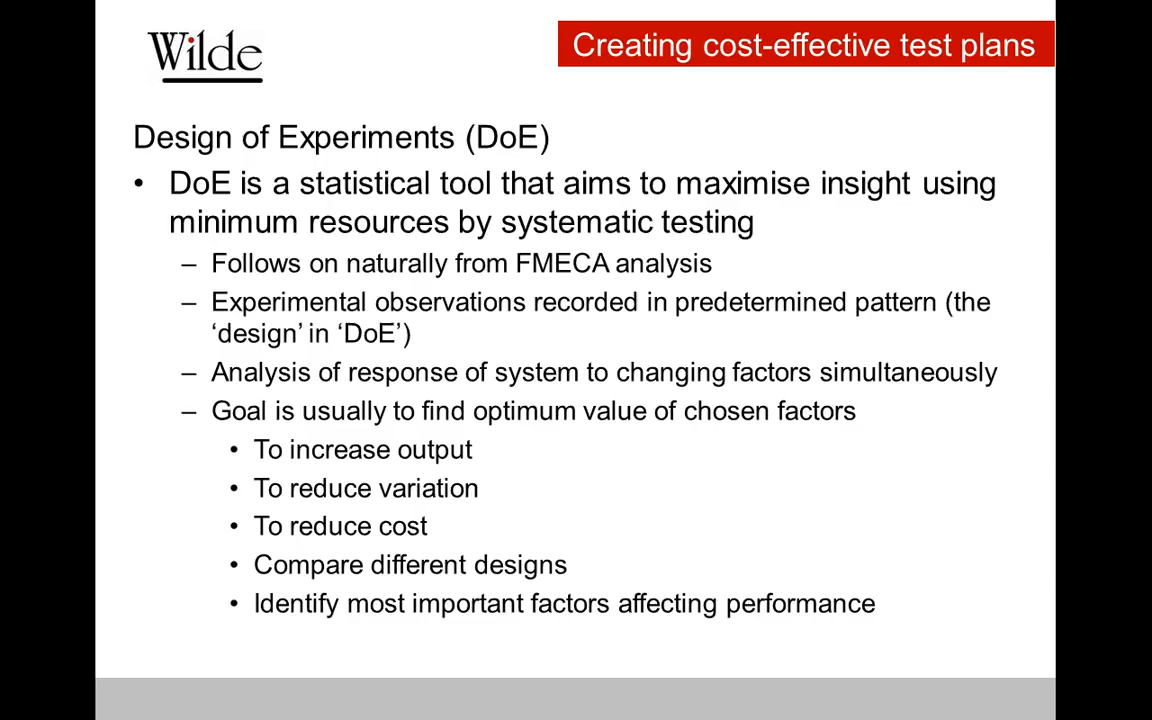 Wilde
Creating cost-effective test plans
Design of Experiments (DoE)
• DoE is a statistical tool that aims to maximise insight using
minimum resources by systematic testing
– Follows on naturally from FMECA analysis
– Experimental observations recorded in predetermined pattern (the
‘design’ in ‘DoE’)
– Analysis of response of system to changing factors simultaneously
– Goal is usually to find optimum value of chosen factors
• To increase output
• To reduce variation
• To reduce cost
• Compare different designs
• Identify most important factors affecting performance